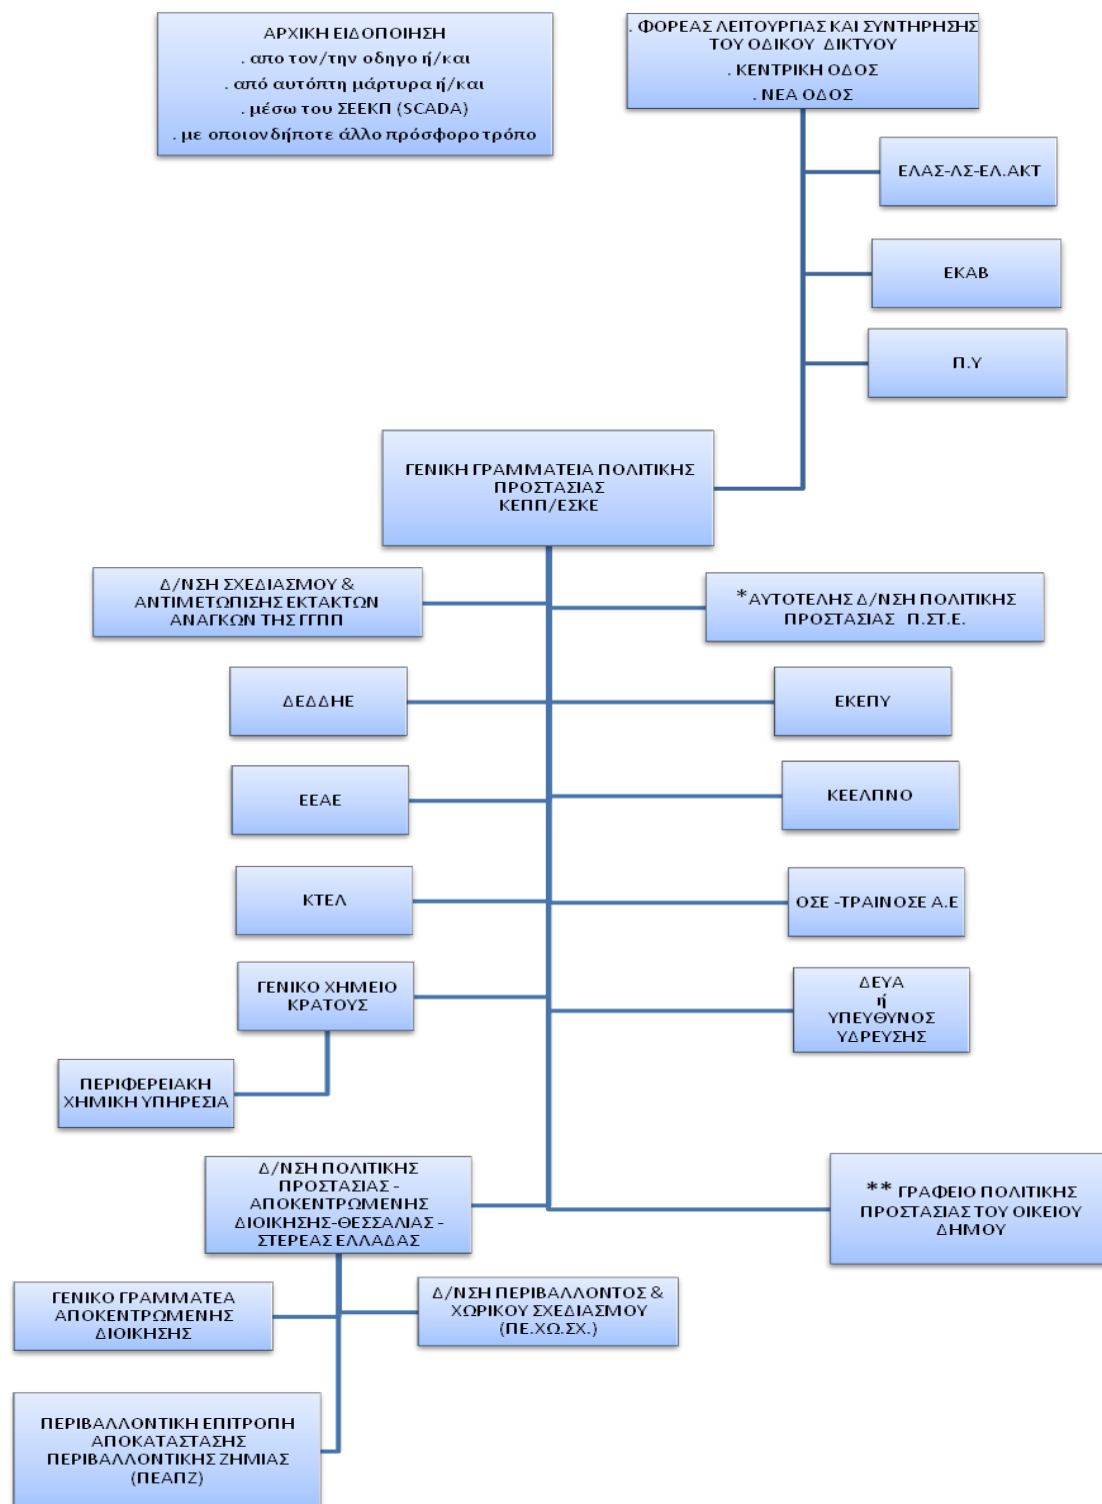 ΑΡΧΙΚΗ ΕΙΔΟΠΟΙΗΣΗ
. απο τον/την οδηγο ή/και
. από αυτόπτη μάρτυρα ή/και
. μέσω του ΣΕΕΚΠ (SCADA)
. με οποιονδήποτε άλλο πρόσφορο τρόπο
. ΦΟΡΕΑΣ ΛΕΙΤΟΥΡΓΙΑΣ ΚΑΙ ΣΥΝΤΗΡΗΣΗΣ
ΤΟΥ ΟΔΙΚΟΥ ΔΙΚΤΥΟΥ
. ΚΕΝΤΡΙΚΗ ΟΔΟΣ
. ΝΕΑ ΟΔΟΣ
ΕΛΑΣ-ΛΣ-ΕΛ.ΑΚΤ
ΕΚΑΒ
Π.Υ
ΓΕΝΙΚΗ ΓΡΑΜΜΑΤΕΙΑ ΠΟΛΙΤΙΚΗΣ
ΠΡΟΣΤΑΣΙΑΣ
ΚΕΠΠ/ΕΣΚΕ
Δ/ΝΣΗ ΣΧΕΔΙΑΣΜΟΥ &
ΑΝΤΙΜΕΤΩΠΙΣΗΣ ΕΚΤΑΚΤΩΝ
ΑΝΑΓΚΩΝ ΤΗΣ ΓΓΠΠ
*ΑΥΤΟΤΕΛΗΣ Δ/ΝΣΗ ΠΟΛΙΤΙΚΗΣ
ΠΡΟΣΤΑΣΙΑΣ Π.ΣΤ.Ε.
ΔΕΔΔΗΕ
ΕΚΕΠΥ
ΕΕΑΕ
ΚΕΕΛΠΝΟ
ΚΤΕΛ
ΟΣΕ -ΤΡΑΙΝΟΣΕ Α.Ε
ΓΕΝΙΚΟ ΧΗΜΕΙΟ
ΚΡΑΤΟΥΣ
ΔΕΥΑ
ή
ΥΠΕΥΘΥΝΟΣ
ΥΔΡΕΥΣΗΣ
ΠΕΡΙΦΕΡΕΙΑΚΗ
ΧΗΜΙΚΗ ΥΠΗΡΕΣΙΑ
Δ/ΝΣΗ ΠΟΛΙΤΙΚΗΣ
ΠΡΟΣΤΑΣΙΑΣ -
ΑΠΟΚΕΝΤΡΩΜΕΝΗΣ
ΔΙΟΙΚΗΣΗΣ-ΘΕΣΣΑΛΙΑΣ -
ΣΤΕΡΕΑΣ ΕΛΛΑΔΑΣ
** ΓΡΑΦΕΙΟ ΠΟΛΙΤΙΚΗΣ
ΠΡΟΣΤΑΣΙΑΣ ΤΟΥ ΟΙΚΕΙΟΥ
ΔΗΜΟΥ
ΓΕΝΙΚΟ ΓΡΑΜΜΑΤΕΑ
ΑΠΟΚΕΝΤΡΩΜΕΝΗΣ
ΔΙΟΙΚΗΣΗΣ
Δ/ΝΣΗ ΠΕΡΙΒΑΛΛΟΝΤΟΣ &
ΧΩΡΙΚΟΥ ΣΧΕΔΙΑΣΜΟΥ
(ΠΕ.ΧΩ.ΣΧ.)
ΠΕΡΙΒΑΛΛΟΝΤΙΚΗ ΕΠΙΤΡΟΠΗ
ΑΠΟΚΑΤΑΣΤΑΣΗΣ
ΠΕΡΙΒΑΛΛΟΝΤΙΚΗΣ ΖΗΜΙΑΣ
(ΠΕΑΠΖ)